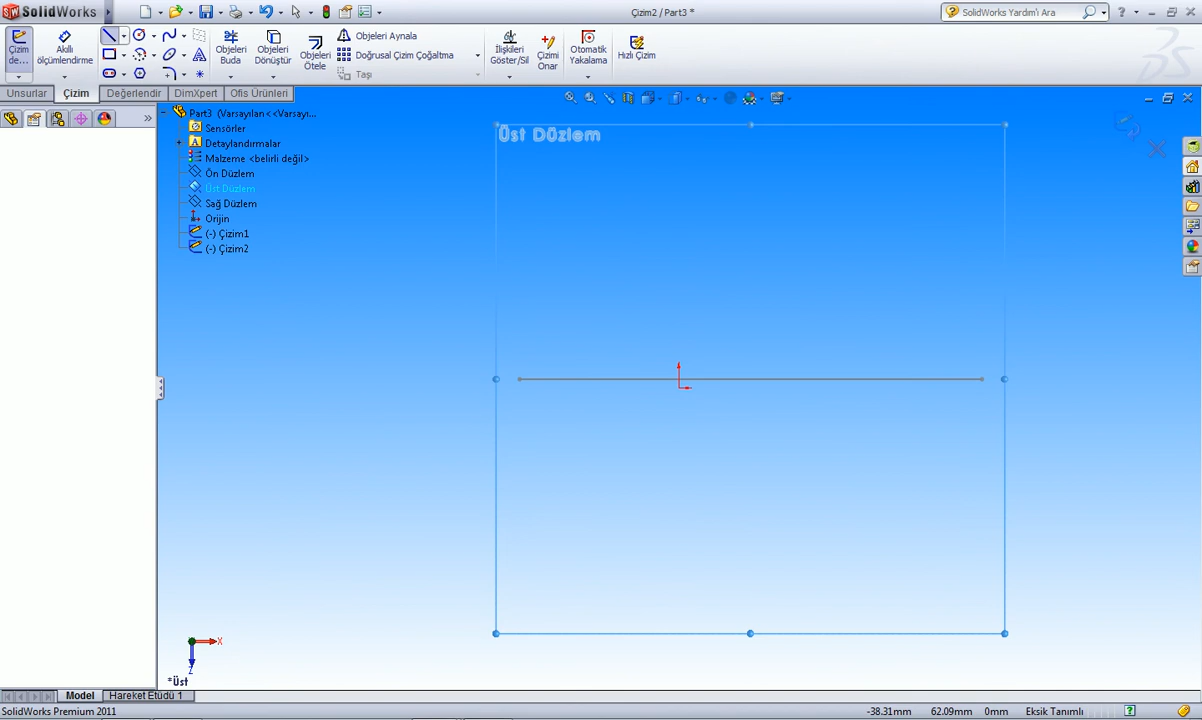 SolidWorks
Çizim2 / Part3 *
SolidWorks Yardım'ı Ara
Çizim de...
Akıllı ölçümlendirme
Objeleri Buda
Objeleri Dönüştür
Objeleri Ötele
Objeleri Aynala
Doğrusal Çizim Çoğaltma
Taşı
İlişkileri Göster/Sil
Çizimi Onar
Otomatik Yakalama
Hızlı Çizim
Unsurlar
Çizim
Değerlendir
DimXpert
Ofis Ürünleri
Part3 (Varsayılan<<Varsayı...
Sensörler
Detaylandırmalar
Malzeme <belirli değil>
Ön Düzlem
Üst Düzlem
Sağ Düzlem
Orijin
(-) Çizim1
(-) Çizim2
Üst Düzlem
X
Z
*Üst
Model
Hareket Etüdü 1
SolidWorks Premium 2011
-38.31mm
62.09mm
0mm
Eksik Tanımlı